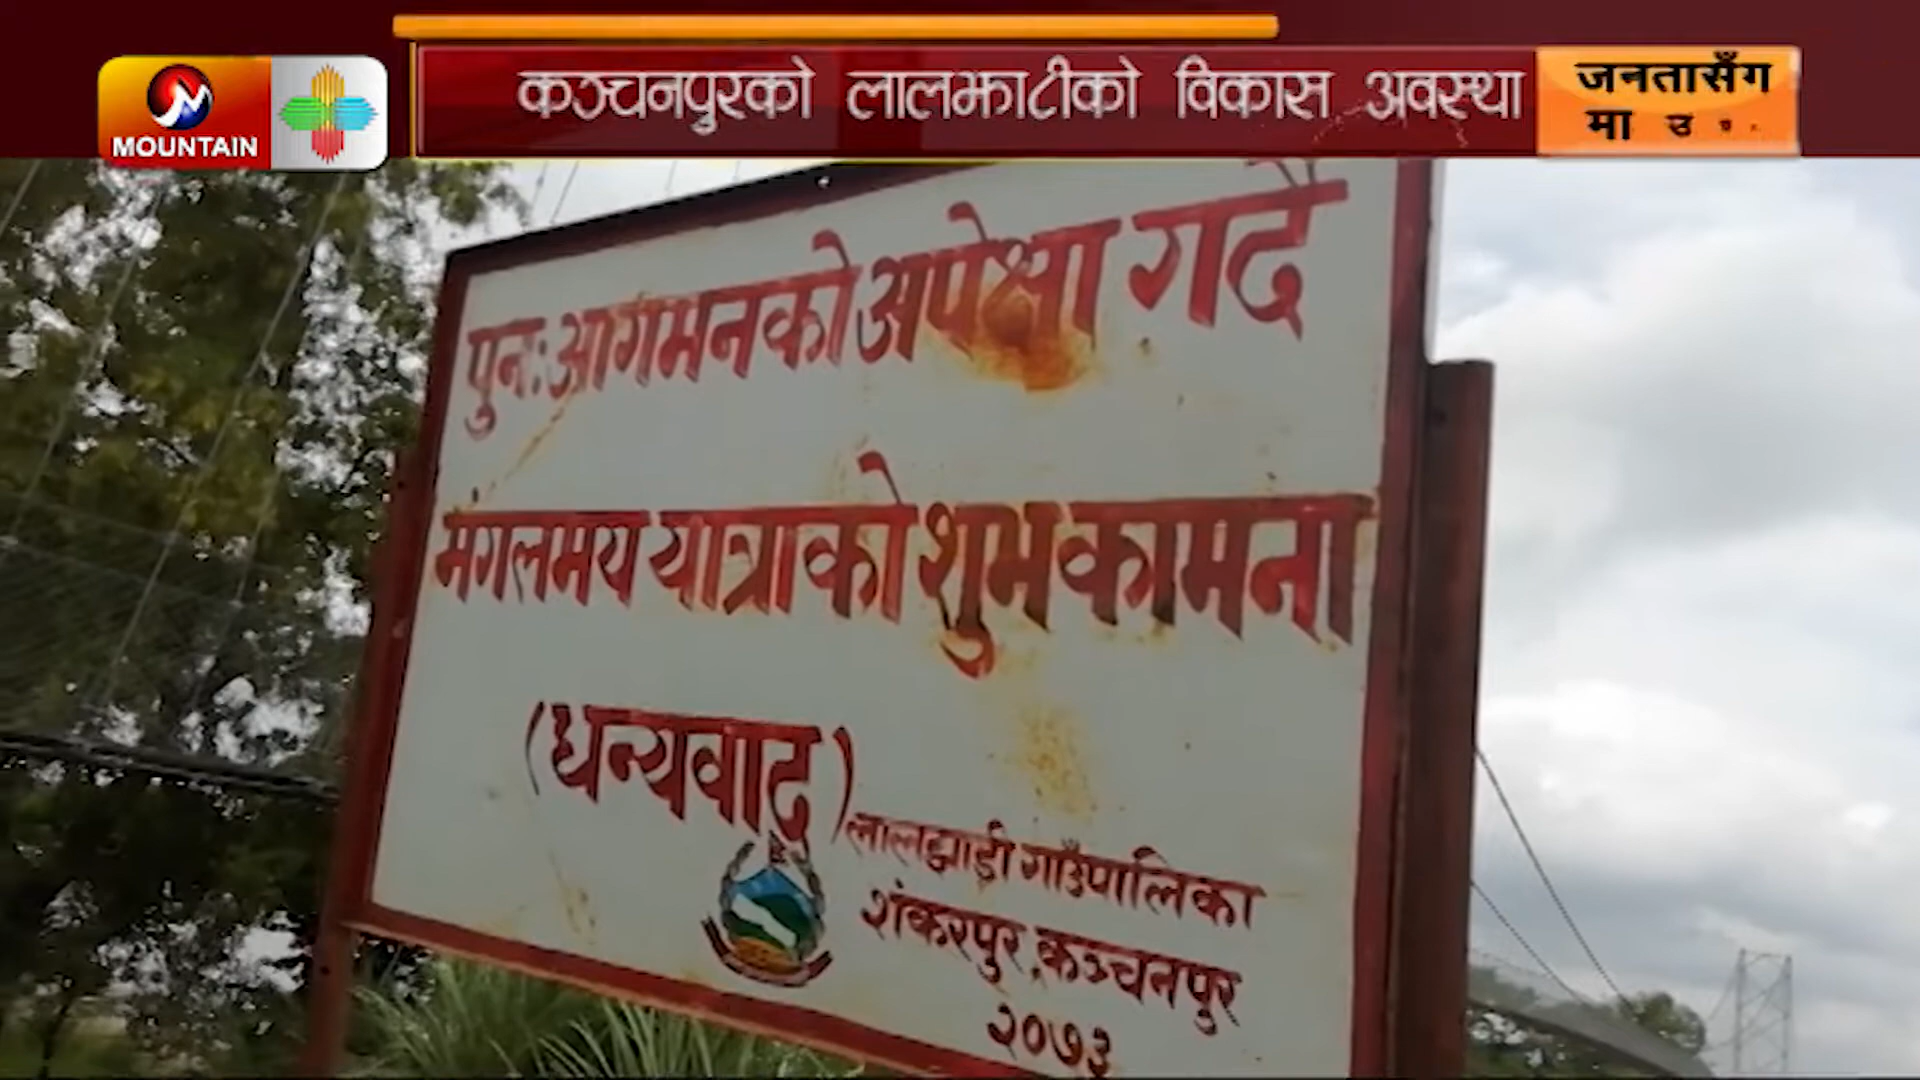 MOUNTAIN
कञ्चनपुरको लालझाटीको विकास अवस्था
जनतासँग
मा
पुनः आगमनको अपेक्षा गर्दै
मंगलमय यात्राको शुभकामना
(धन्यवाद)
लालझाडी गाउँपालिका
शंकरपुर, कञ्चनपुर
२०७३